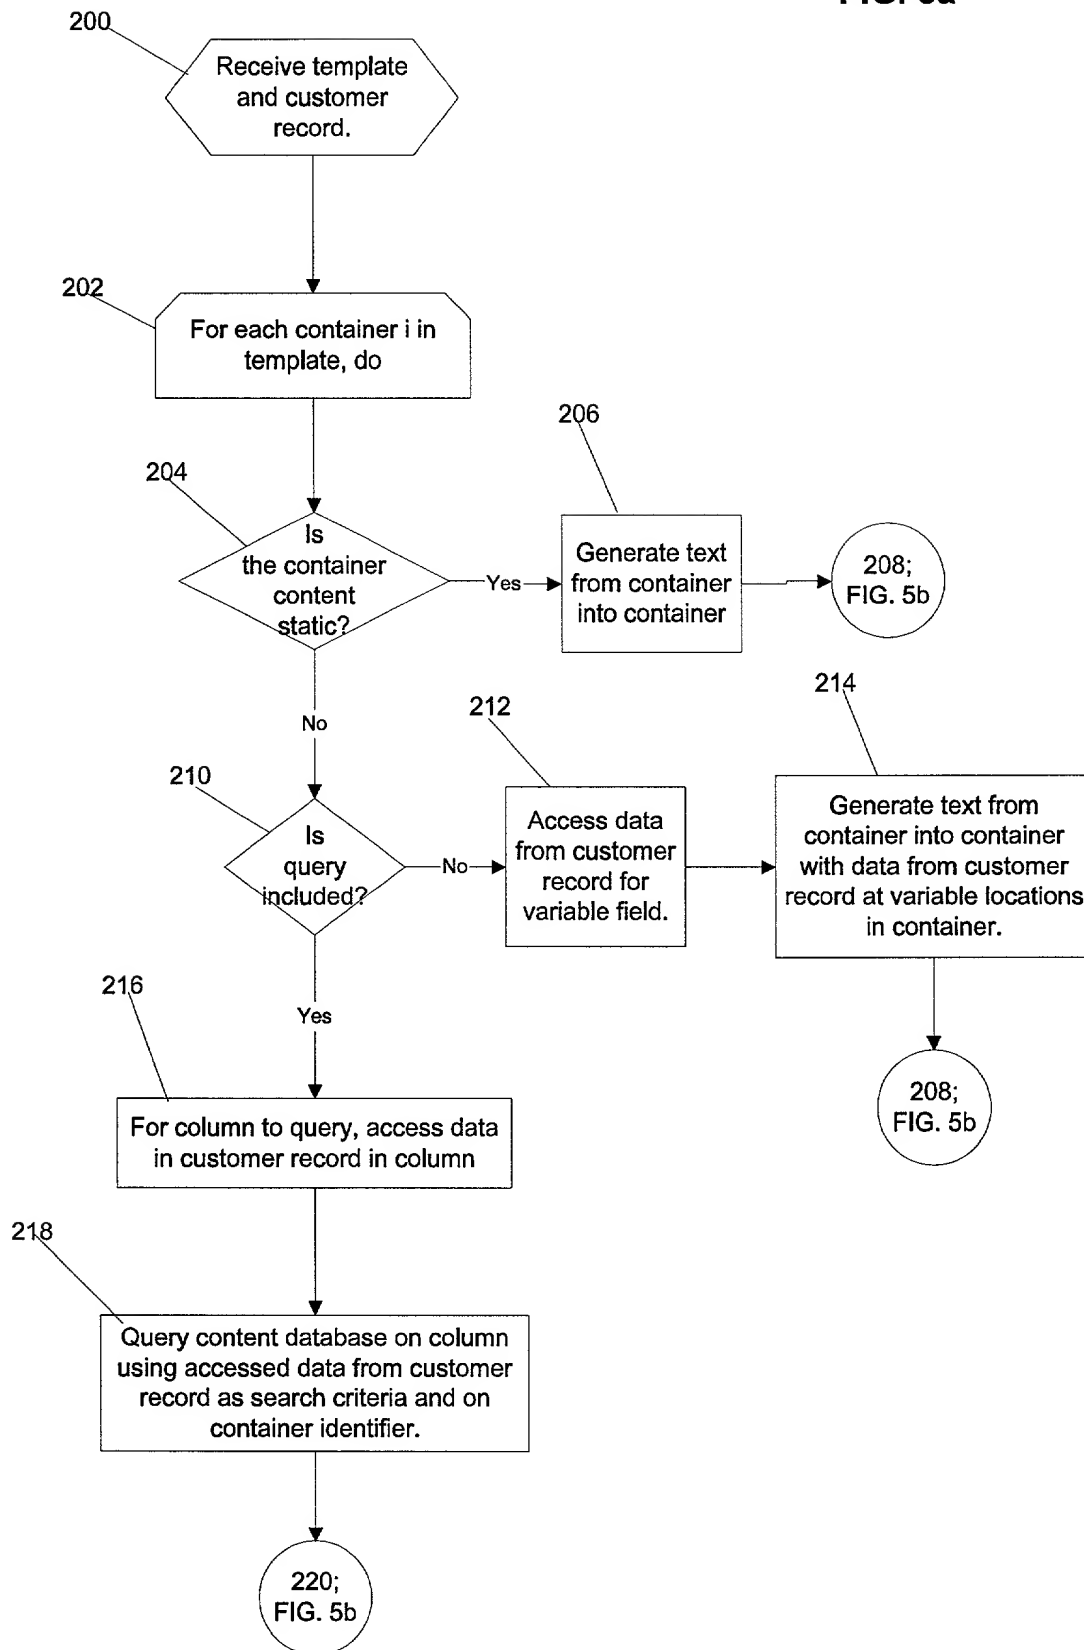 200
Receive template
and customer
record.
202
For each container i in
template, do
204
Is
the container
content
static?
Yes
206
Generate text
from container
into container
208;
FIG. 5b
No
210
Is
query
included?
No
212
Access data
from customer
record for
variable field.
214
Generate text from
container into container
with data from customer
record at variable locations
in container.
208;
FIG. 5b
Yes
216
For column to query, access data
in customer record in column
218
Query content database on column
using accessed data from customer
record as search criteria and on
container identifier.
220;
FIG. 5b